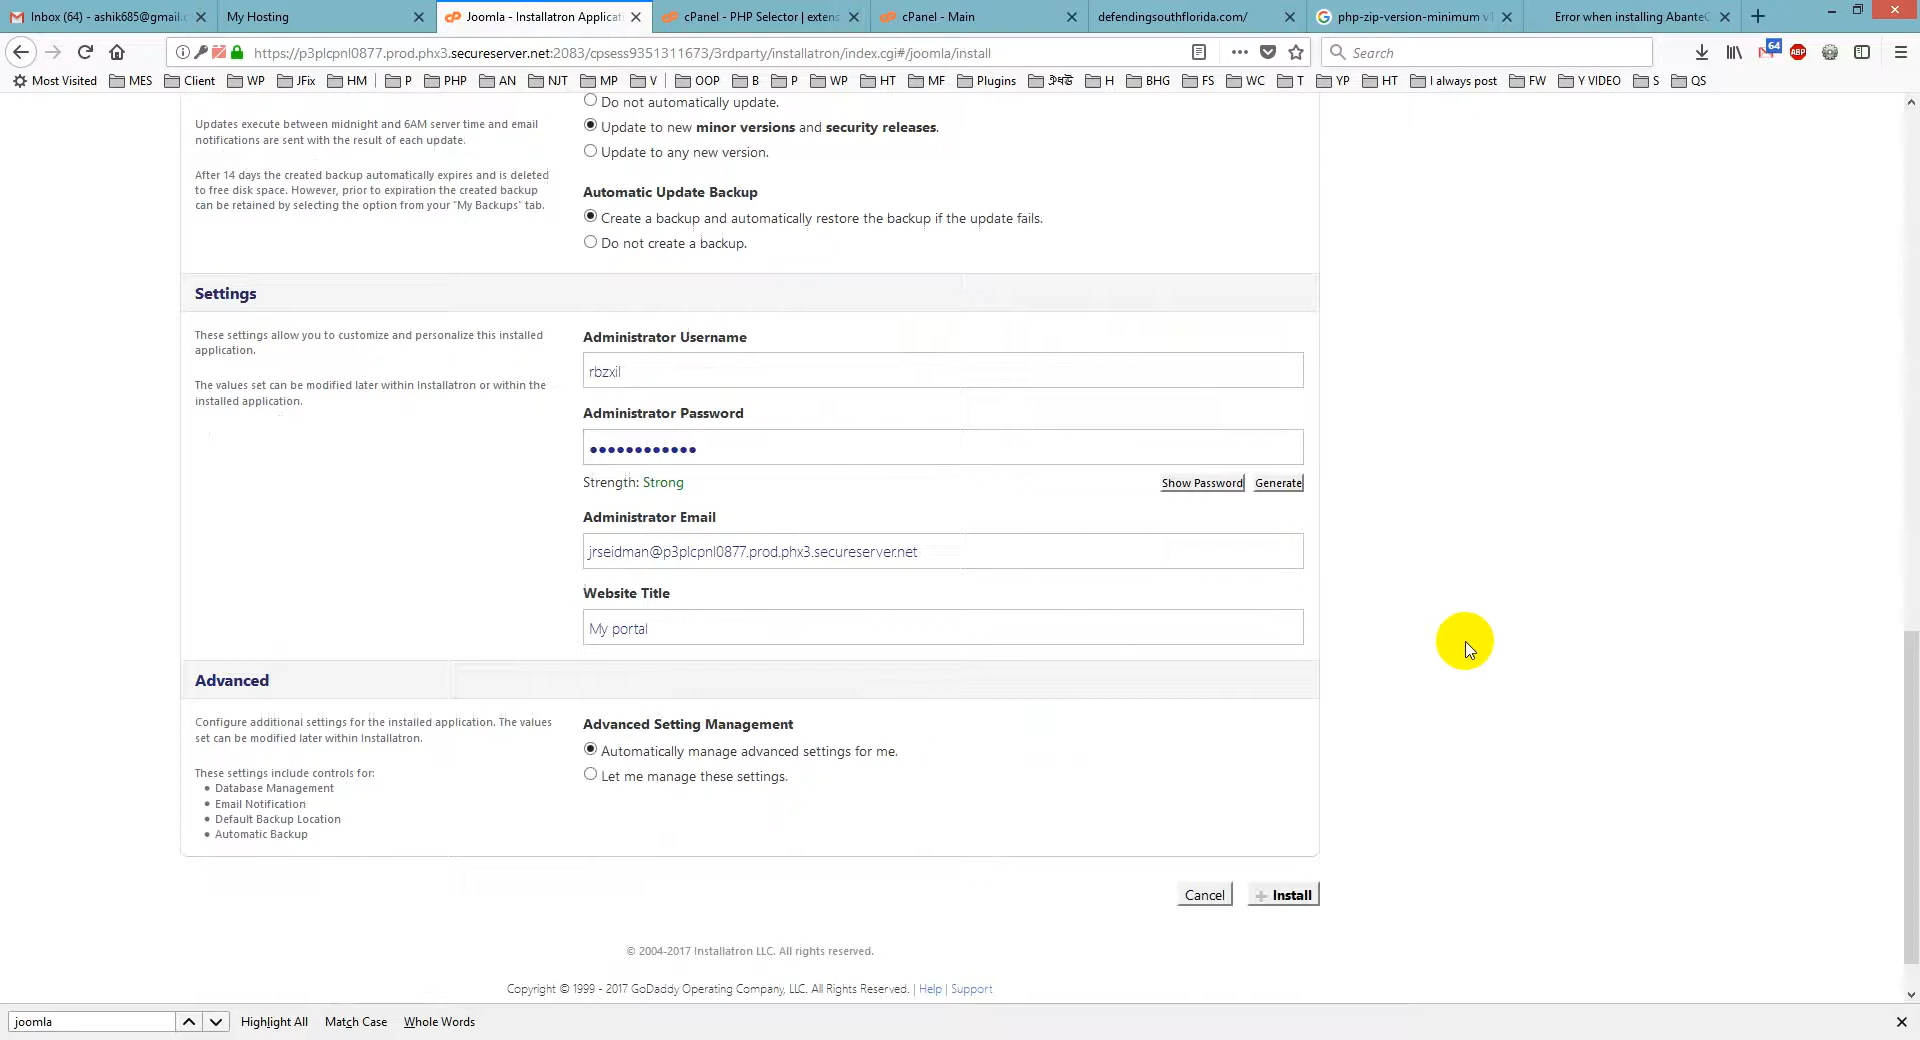 Inbox (64) - ashik685@gmail.c
My Hosting
Joomla - Installatron Applicat
cPanel - PHP Selector | extens
cPanel - Main
defendingsouthflorida.com/
php-zip-version-minimum v1
Error when installing AbanteC
https://p3plcpnl0877.prod.phx3.secureserver.net:2083/cpsess9351311673/3rdparty/installatron/index.cgi#/joomla/install
Search
64
ABP
Most Visited MES Client WP JFix HM P PHP AN NJT MP V OOP B P WP HT MF Plugins ঐধউ H BHG FS WC T YP HT I always post FW Y VIDEO S QS
Do not automatically update.
Updates execute between midnight and 6AM server time and email
notifications are sent with the result of each update.
Update to new minor versions and security releases.
Update to any new version.
After 14 days the created backup automatically expires and is deleted
to free disk space. However, prior to expiration the created backup
can be retained by selecting the option from your "My Backups" tab.
Automatic Update Backup
Create a backup and automatically restore the backup if the update fails.
Do not create a backup.
Settings
These settings allow you to customize and personalize this installed
application.
The values set can be modified later within Installatron or within the
installed application.
Administrator Username
rbzxil
Administrator Password
●●●●●●●●●●●●
Strength: Strong
Show Password Generate
Administrator Email
jrseidman@p3plcpnl0877.prod.phx3.secureserver.net
Website Title
My portal
Advanced
Configure additional settings for the installed application. The values
set can be modified later within Installatron.
These settings include controls for:
● Database Management
● Email Notification
● Default Backup Location
● Automatic Backup
Advanced Setting Management
Automatically manage advanced settings for me.
Let me manage these settings.
Cancel
+ Install
© 2004-2017 Installatron LLC. All rights reserved.
Copyright © 1999 - 2017 GoDaddy Operating Company, LLC. All Rights Reserved. | Help | Support
joomla
Highlight All Match Case Whole Words